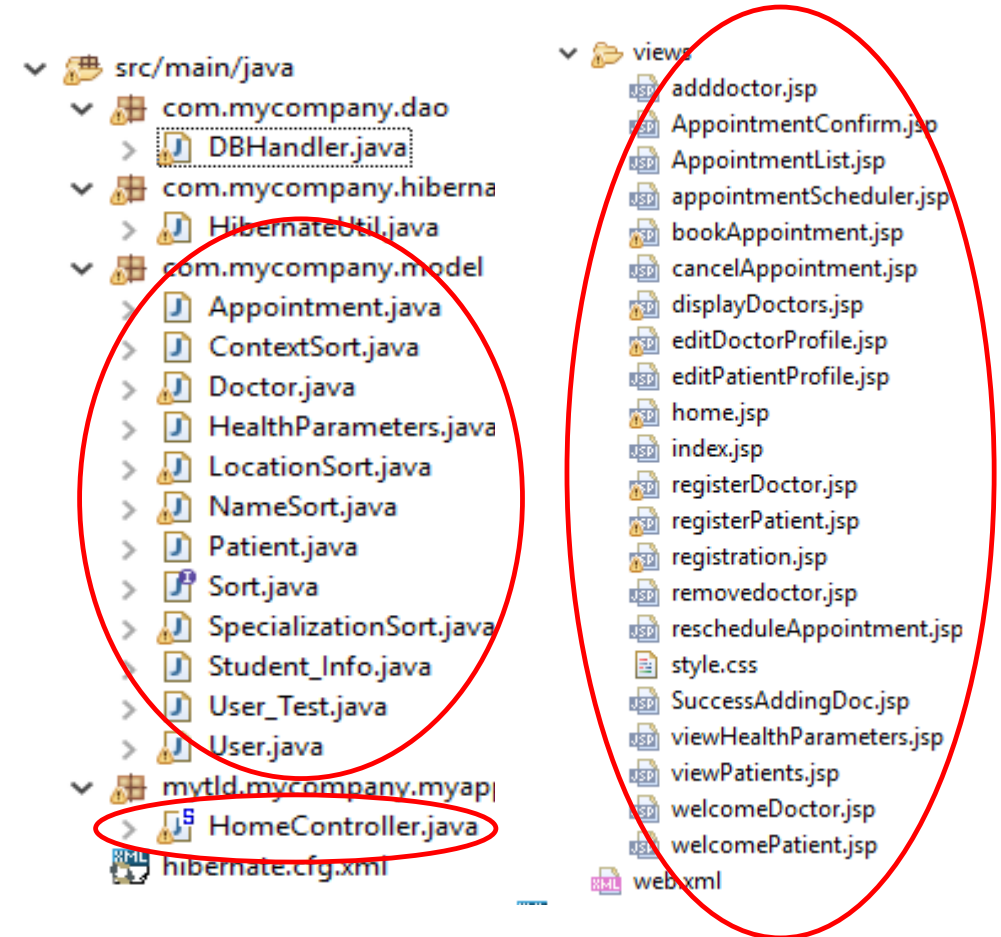 src/main/java
com.mycompany.dao
DBHandler.java
com.mycompany.hiberna
HibernateUtil.java
com.mycompany.model
Appointment.java
ContextSort.java
Doctor.java
HealthParameters.java
LocationSort.java
NameSort.java
Patient.java
Sort.java
SpecializationSort.java
Student_Info.java
User_Test.java
User.java
mytld.mycompany.myapp
HomeController.java
hibernate.cfg.xml
views
adddoctor.jsp
AppointmentConfirm.jsp
AppointmentList.jsp
appointmentScheduler.jsp
bookAppointment.jsp
cancelAppointment.jsp
displayDoctors.jsp
editDoctorProfile.jsp
editPatientProfile.jsp
home.jsp
index.jsp
registerDoctor.jsp
registerPatient.jsp
registration.jsp
removedoctor.jsp
rescheduleAppointment.jsp
style.css
SuccessAddingDoc.jsp
viewHealthParameters.jsp
viewPatients.jsp
welcomeDoctor.jsp
welcomePatient.jsp
web.xml